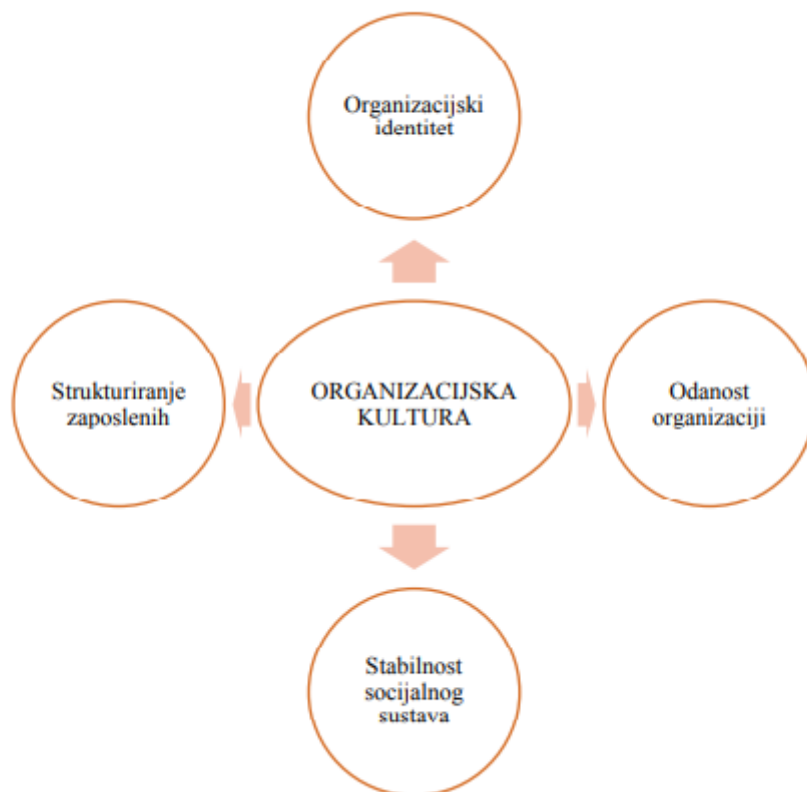 Organizacijski
identitet
Strukturiranje
zaposlenih
ORGANIZACIJSKA
KULTURA
Odanost
organizaciji
Stabilnost
socijalnog
sustava